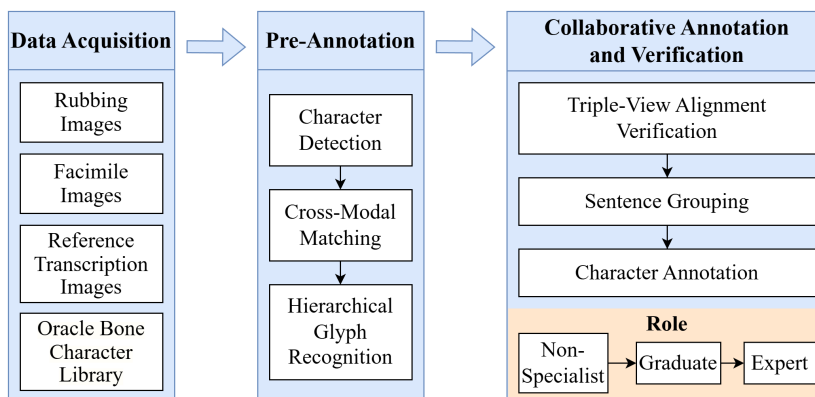 Data Acquisition
Rubbing
Images
Facimile
Images
Reference
Transcription
Images
Oracle Bone
Character
Library
Pre-Annotation
Character
Detection
Cross-Modal
Matching
Hierarchical
Glyph
Recognition
Collaborative Annotation
and Verification
Triple-View Alignment
Verification
Sentence Grouping
Character Annotation
Role
Non-
Specialist
Graduate
Expert